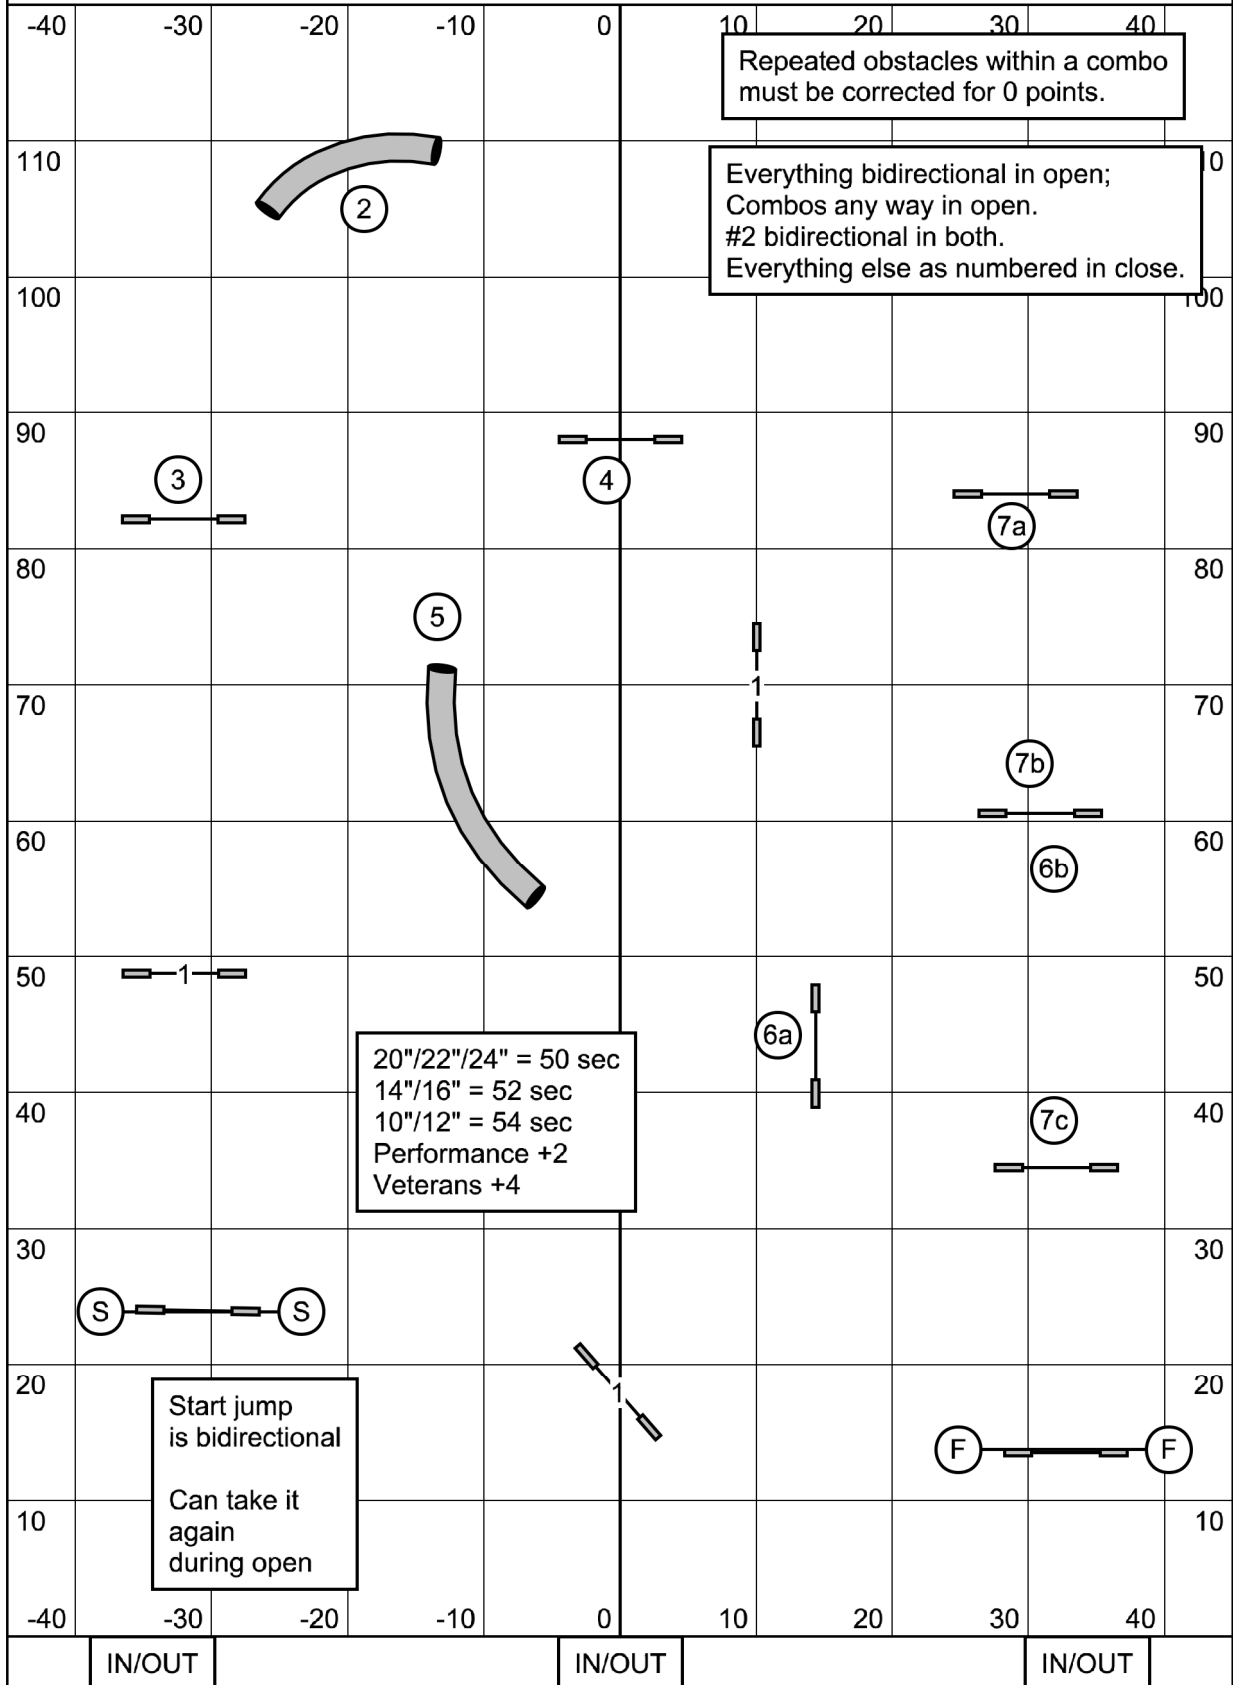 -40 -30 -20 -10 0 10 20 30 40
Repeated obstacles within a combo
must be corrected for 0 points.
110 10
Everything bidirectional in open;
Combos any way in open.
#2 bidirectional in both.
Everything else as numbered in close.
2
100 100
90 90
3
4
7a
80 80
5
1
70 70
7b
60 60
6b
50 1 50
6a
20"/22"/24" = 50 sec
14"/16" = 52 sec
10"/12" = 54 sec
Performance +2
Veterans +4
40 40
7c
30 30
S S
20 20
1
Start jump
is bidirectional
Can take it
again
during open
F F
10 10
-40 -30 -20 -10 0 10 20 30 40
IN/OUT IN/OUT IN/OUT